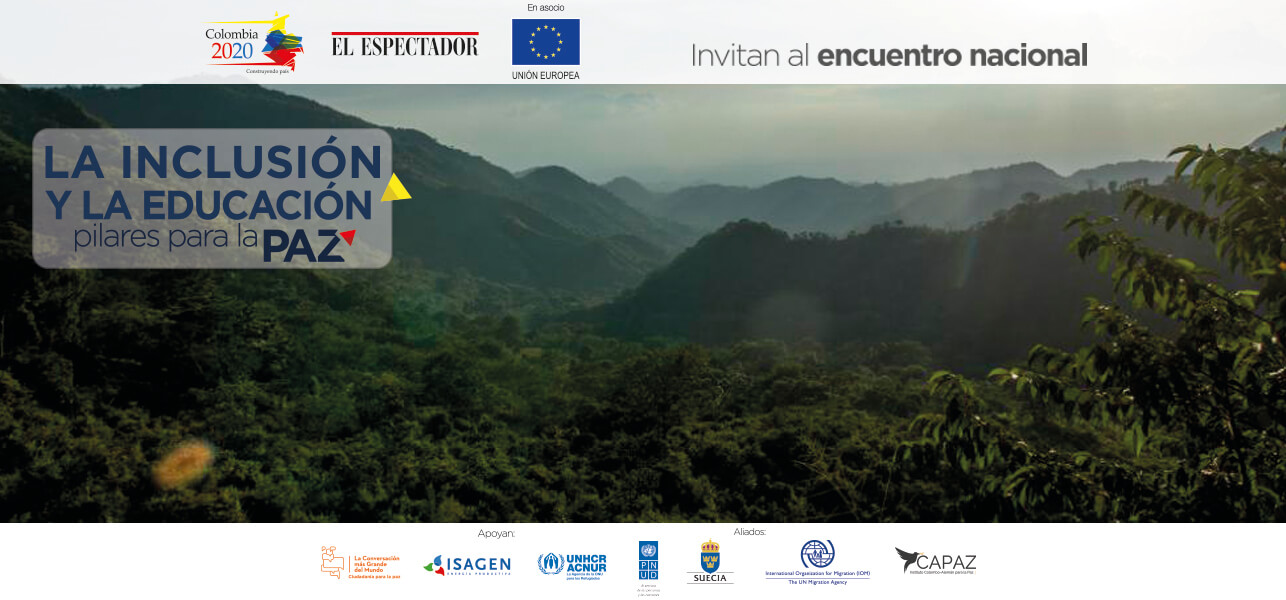 En asocio
Colombia
2020
Construyendo país
EL ESPECTADOR
UNIÓN EUROPEA
Invitan al encuentro nacional
LA INCLUSIÓN
Y LA EDUCACIÓN
pilares para la PAZ
Apoyan:
Aliados:
La Conversación
más Grande
del Mundo
Ciudadanía para la paz
ISAGEN
ENERGÍA PRODUCTIVA
UNHCR
ACNUR
La Agencia de la ONU
para los Refugiados
P N
U D
SUECIA
International Organization for Migration (IOM)
The UN Migration Agency
CAPAZ
Instituto Colombo-Alemán para la Paz